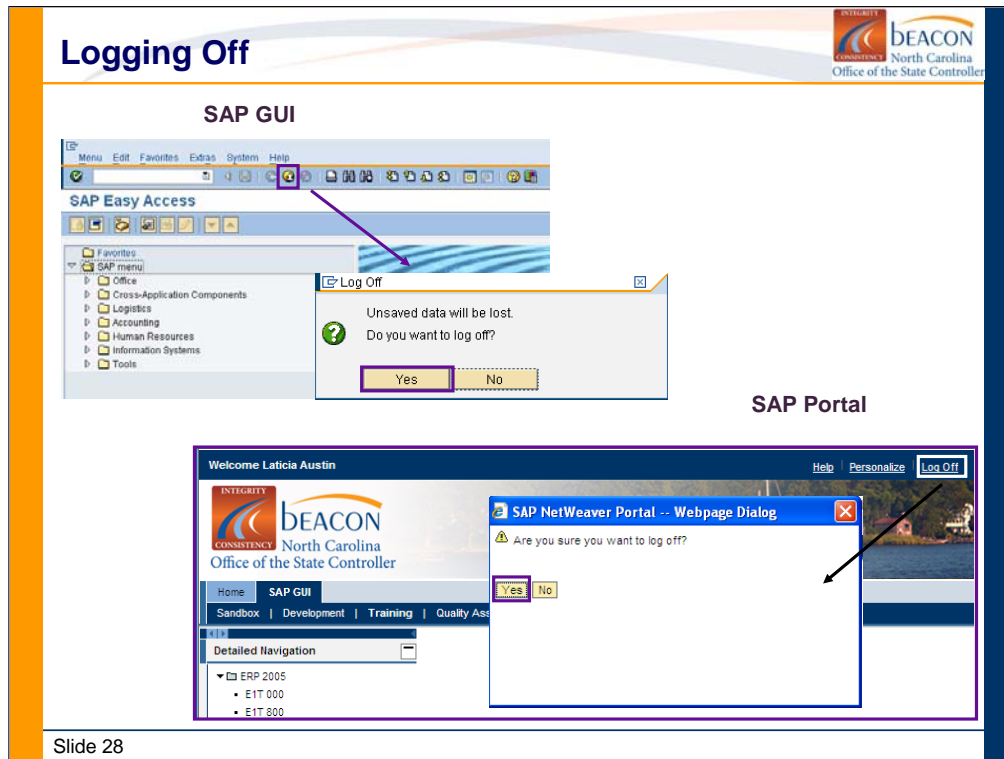 Logging Off
INTEGRITY
CONSISTENCY
bEACON
North Carolina
Office of the State Controller
SAP GUI
Menu Edit Favorites Extras System Help
SAP Easy Access
Favorites
SAP menu
Office
Cross-Application Components
Logistics
Accounting
Human Resources
Information Systems
Tools
Log Off
Unsaved data will be lost.
Do you want to log off?
Yes No
SAP Portal
Welcome Laticia Austin
Help Personalize Log Off
INTEGRITY
CONSISTENCY
bEACON
North Carolina
Office of the State Controller
SAP NetWeaver Portal -- Webpage Dialog
Are you sure you want to log off?
Yes No
Home SAP GUI
Sandbox | Development | Training | Quality Ass
Detailed Navigation
ERP 2005
E1T 000
E1T 800
Slide 28